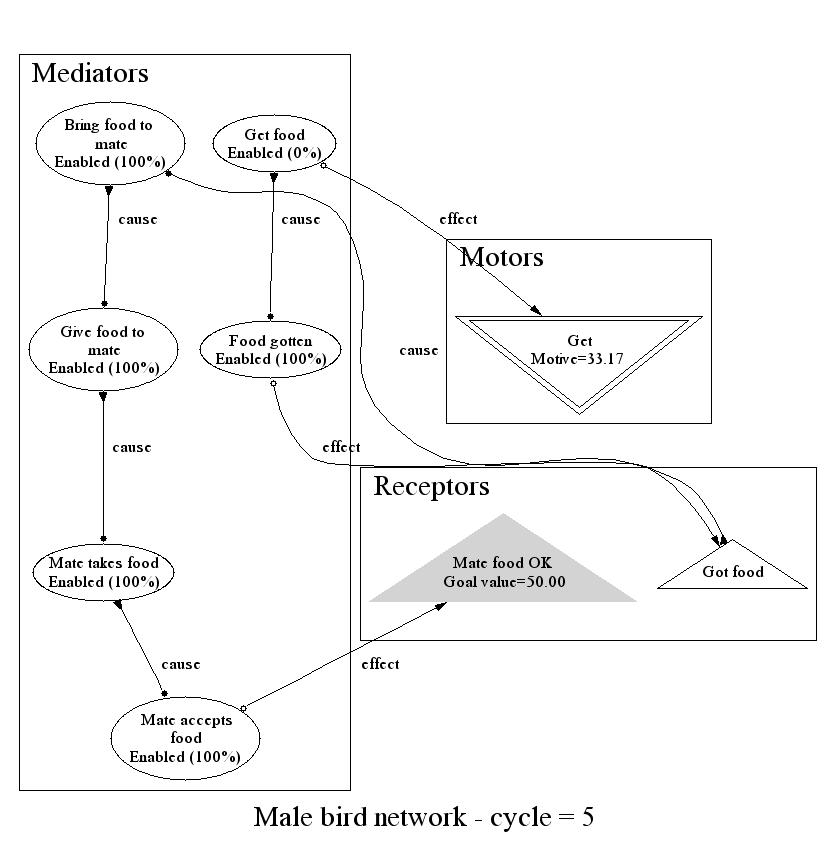 Mediators
Bring food to
mate
Enabled (100%)
Get food
Enabled (0%)
cause
cause
effect
Motors
Get
Motive=33.17
Give food to
mate
Enabled (100%)
Food gotten
Enabled (100%)
cause
cause
effect
Receptors
Mate food OK
Goal value=50.00
Got food
Mate takes food
Enabled (100%)
cause
effect
Mate accepts
food
Enabled (100%)
Male bird network - cycle = 5